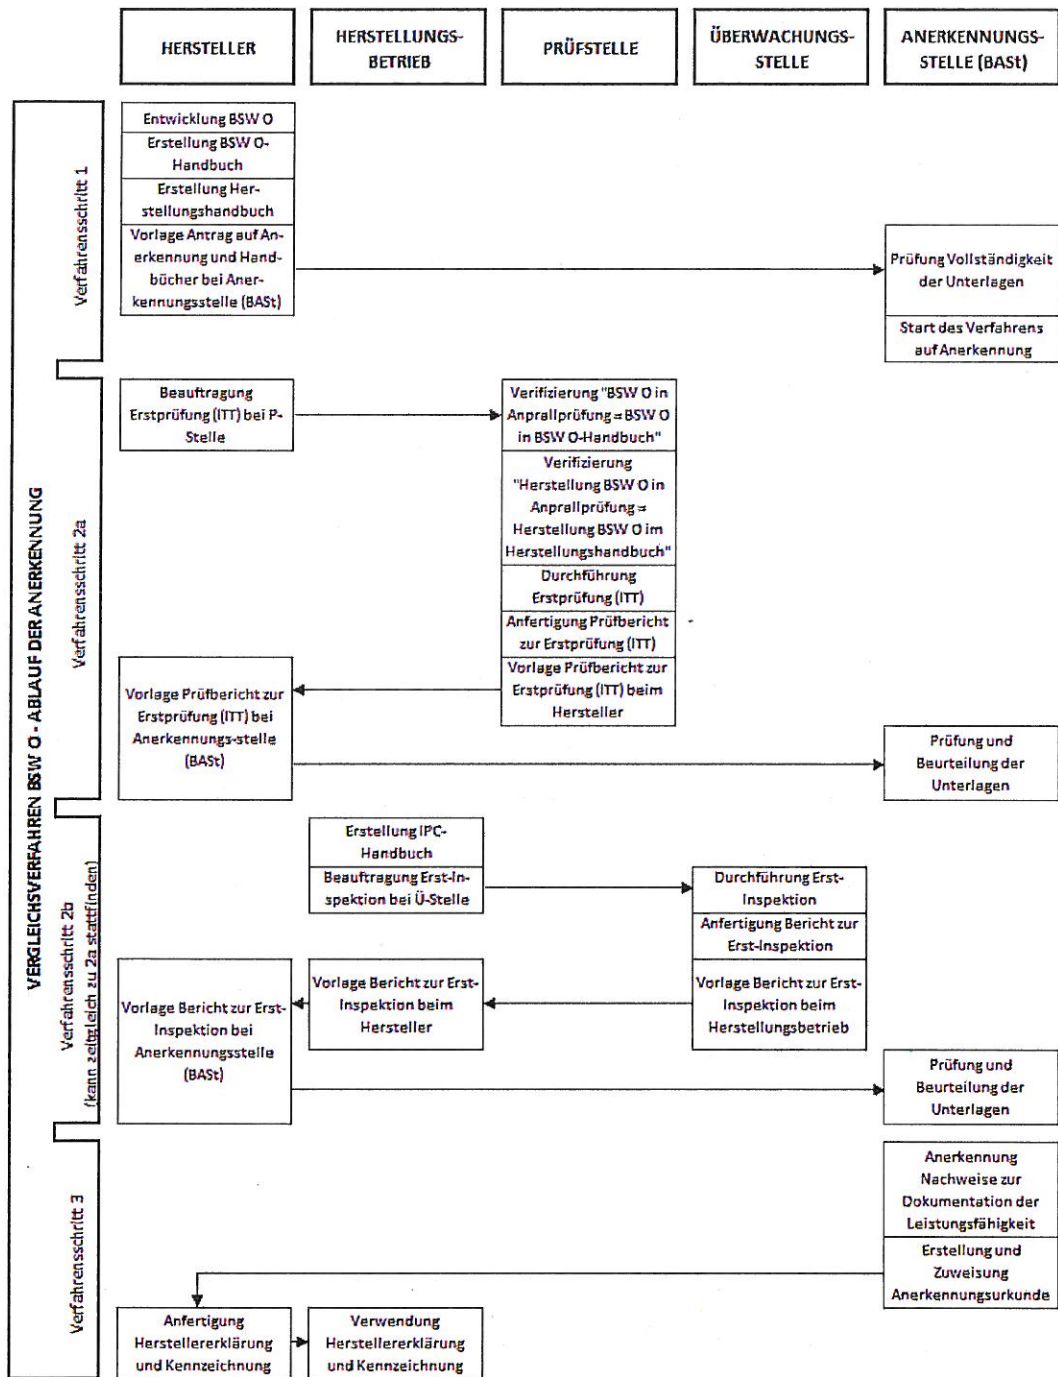 HERSTELLER
HERSTELLUNGS-
BETRIEB
PRÜFSTELLE
ÜBERWACHUNGS-
STELLE
ANERKENNUNGS-
STELLE (BASt)
VERGLEICHSVERFAHREN BSW O - ABLAUF DER ANERKENNUNG
Verfahrensschritt 1
Entwicklung BSW O
Erstellung BSW O-
Handbuch
Erstellung Her-
stellungshandbuch
Vorlage Antrag auf An-
erkennung und Hand-
bücher bei Aner-
kennungsstelle (BASt)
Prüfung Vollständigkeit
der Unterlagen
Start des Verfahrens
auf Anerkennung
Verfahrensschritt 2a
Beauftragung
Erstprüfung (ITT) bei P-
Stelle
Verifizierung "BSW O in
Anprallprüfung = BSW O
in BSW O-Handbuch"
Verifizierung
"Herstellung BSW O in
Anprallprüfung =
Herstellung BSW O im
Herstellungshandbuch"
Durchführung
Erstprüfung (ITT)
Anfertigung Prüfbericht
zur Erstprüfung (ITT)
Vorlage Prüfbericht zur
Erstprüfung (ITT) beim
Hersteller
Vorlage Prüfbericht zur
Erstprüfung (ITT) bei
Anerkennungs-stelle
(BASt)
Prüfung und
Beurteilung der
Unterlagen
Verfahrensschritt 2b
(kann zeitgleich zu 2a stattfinden)
Erstellung IPC-
Handbuch
Beauftragung Erst-In-
spektion bei Ü-Stelle
Durchführung Erst-
Inspektion
Anfertigung Bericht zur
Erst-Inspektion
Vorlage Bericht zur Erst-
Inspektion beim
Herstellungsbetrieb
Vorlage Bericht zur Erst-
Inspektion beim
Hersteller
Vorlage Bericht zur Erst-
Inspektion bei
Anerkennungsstelle
(BASt)
Prüfung und
Beurteilung der
Unterlagen
Verfahrensschritt 3
Anerkennung
Nachweise zur
Dokumentation der
Leistungsfähigkeit
Erstellung und
Zuweisung
Anerkennungsurkunde
Anfertigung
Herstellererklärung
und Kennzeichnung
Verwendung
Herstellererklärung
und Kennzeichnung